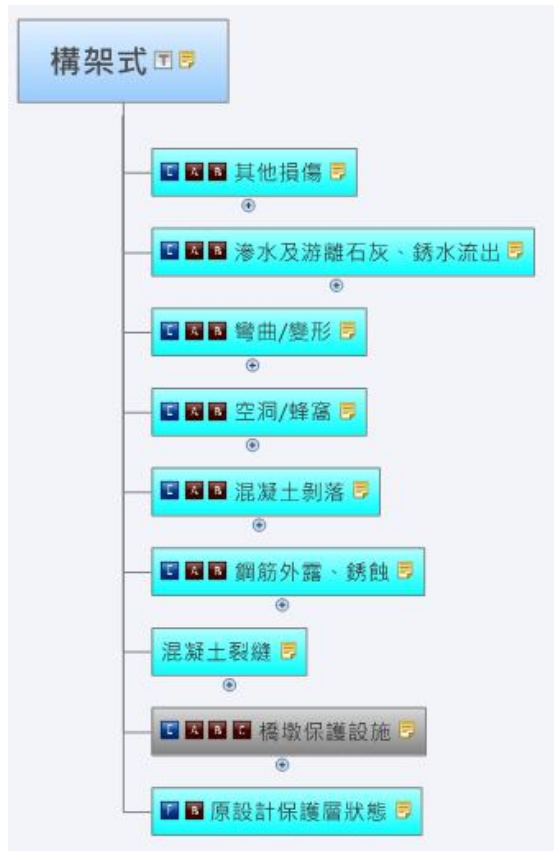 構架式 T
C A B 其他損傷
C A B 滲水及游離石灰、銹水流出
C A B 彎曲/變形
C A B 空洞/蜂窩
C A B 混凝土剝落
C A B 鋼筋外露、銹蝕
混凝土裂縫
C A B C 橋墩保護設施
B 原設計保護層狀態